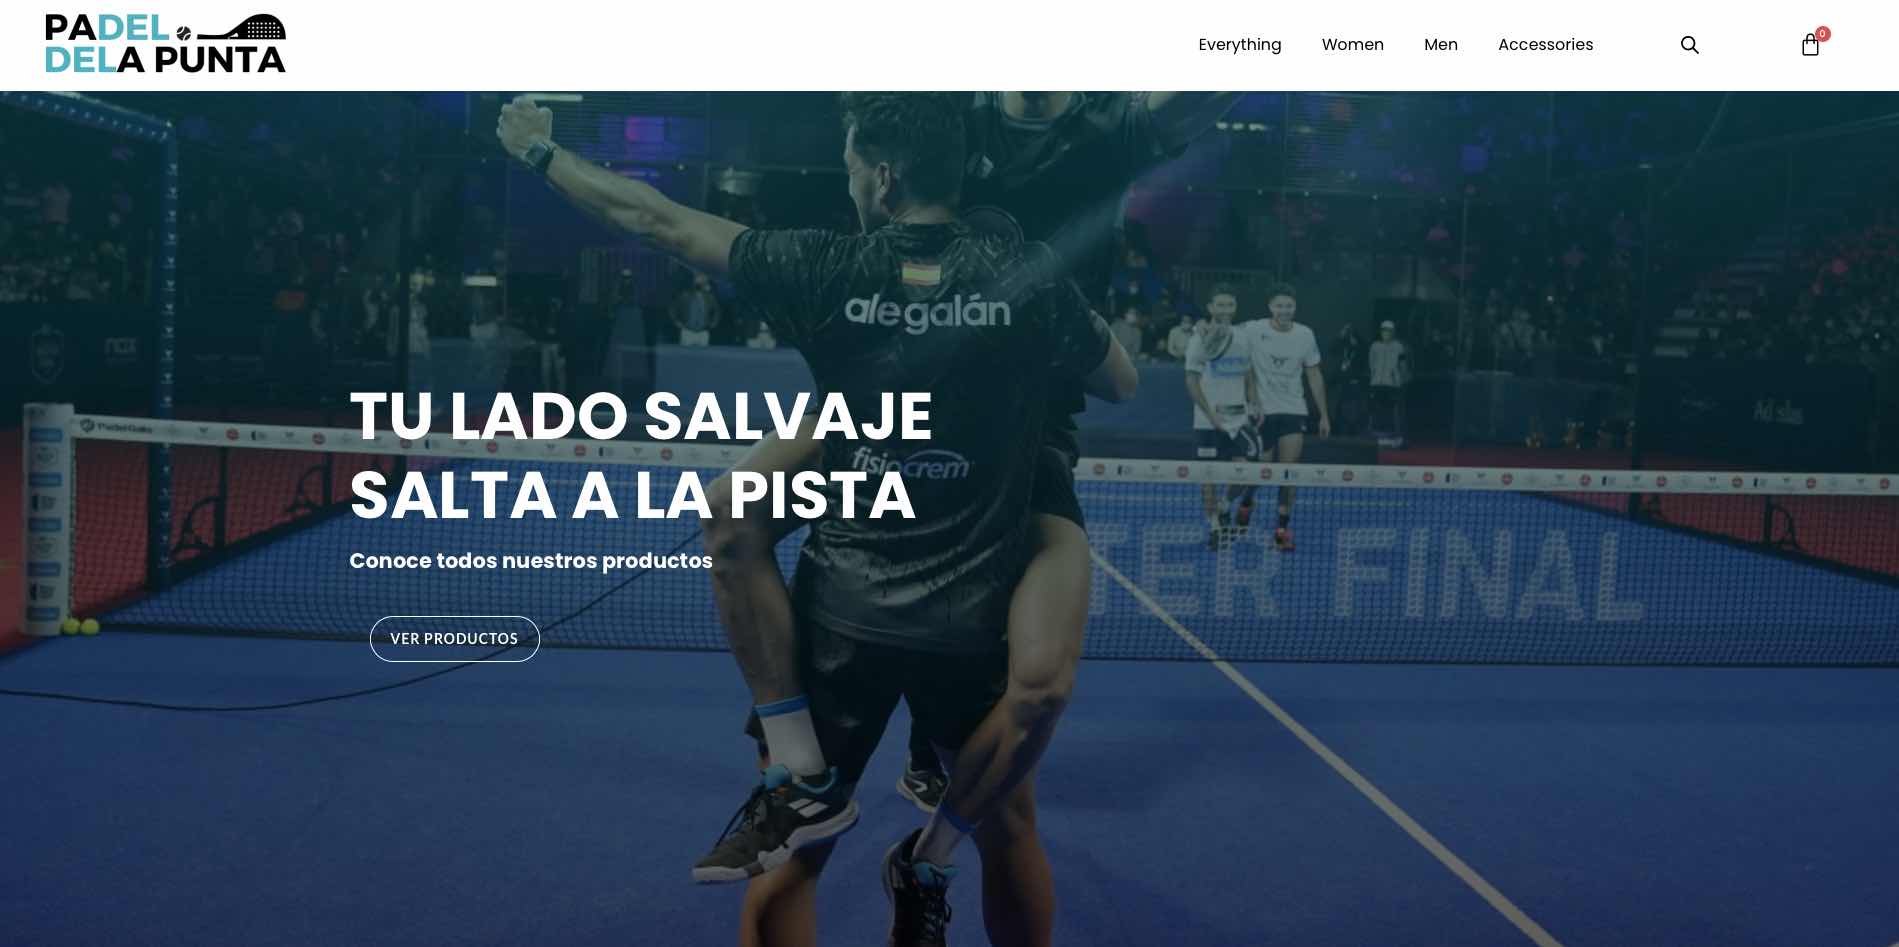 PADEL
DELA PUNTA
Everything
Women
Men
Accessories
0
alegalán
TU LADO SALVAJE
SALTA A LA PISTA
fisiocrem
TER FINAL
Conoce todos nuestros productos
VER PRODUCTOS